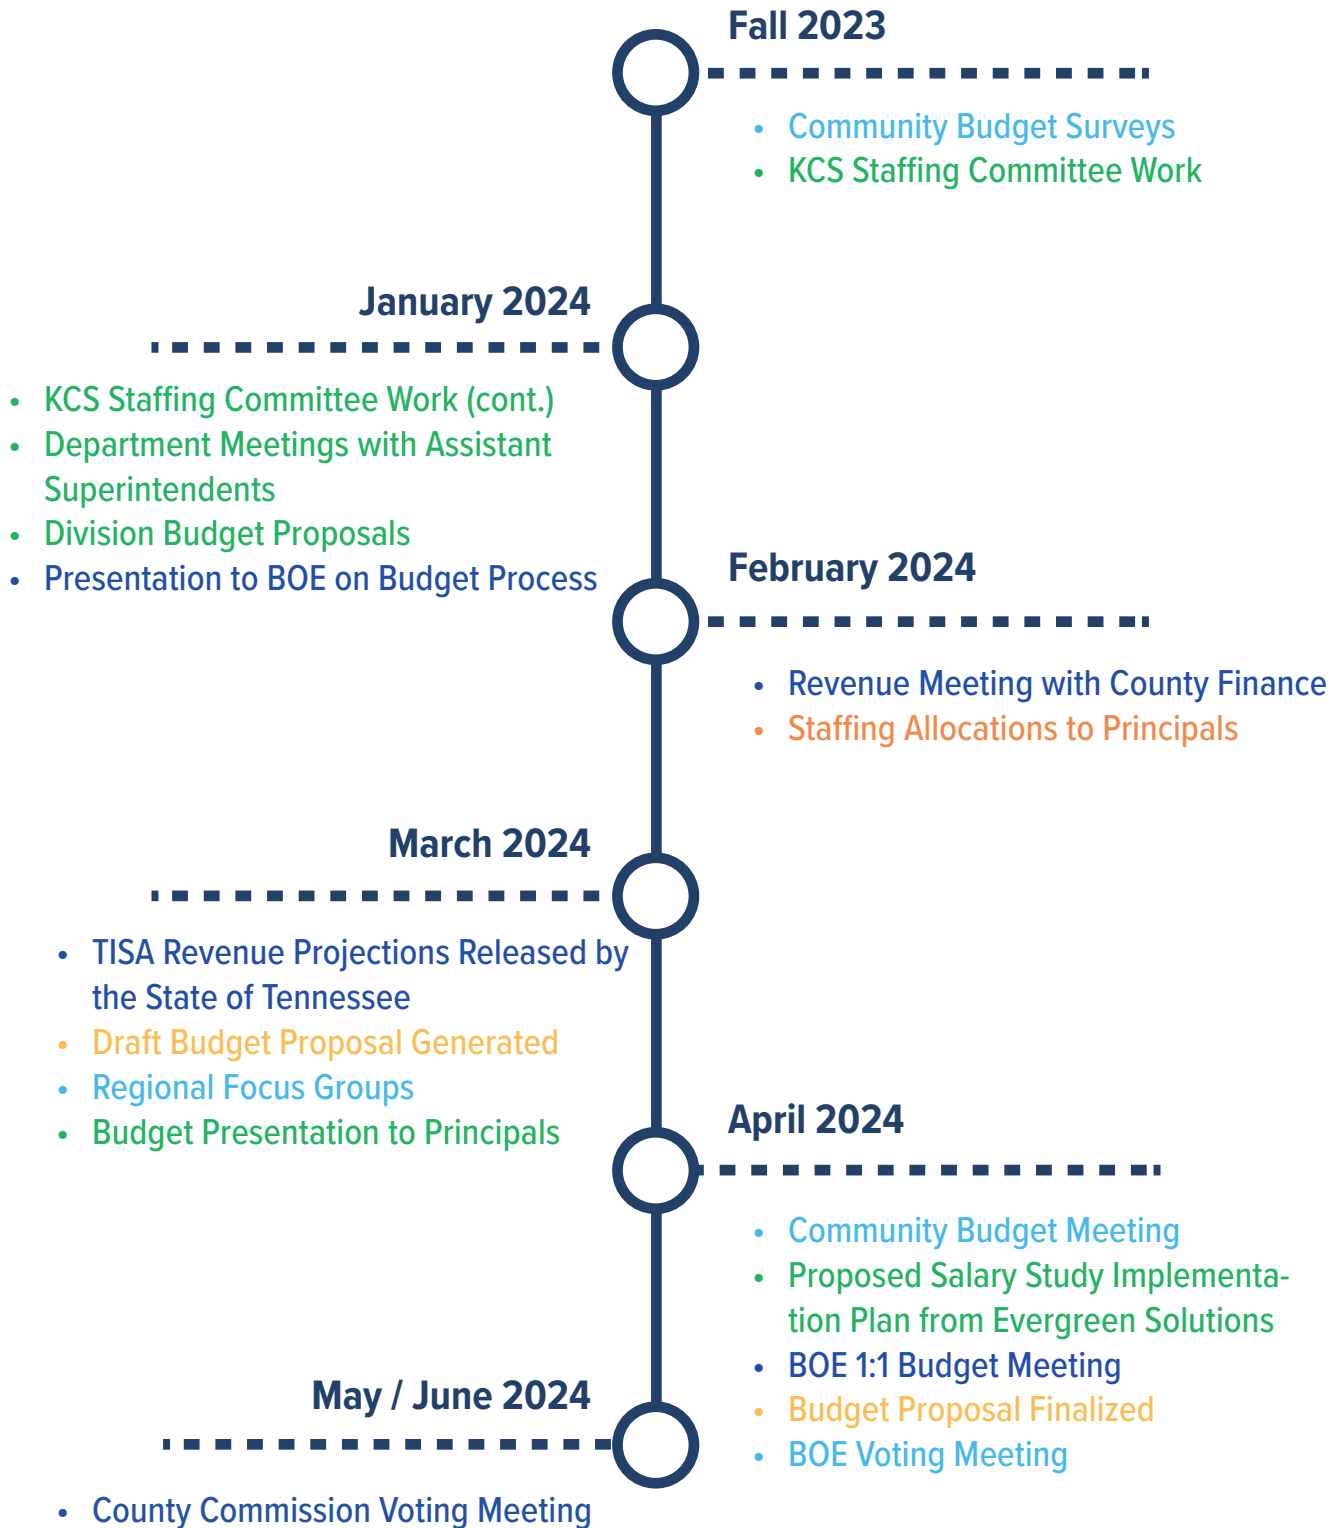 Fall 2023
• Community Budget Surveys
• KCS Staffing Committee Work
January 2024
• KCS Staffing Committee Work (cont.)
• Department Meetings with Assistant
Superintendents
• Division Budget Proposals
• Presentation to BOE on Budget Process
February 2024
• Revenue Meeting with County Finance
• Staffing Allocations to Principals
March 2024
• TISA Revenue Projections Released by
the State of Tennessee
• Draft Budget Proposal Generated
• Regional Focus Groups
• Budget Presentation to Principals
April 2024
• Community Budget Meeting
• Proposed Salary Study Implementa-
tion Plan from Evergreen Solutions
• BOE 1:1 Budget Meeting
• Budget Proposal Finalized
• BOE Voting Meeting
May / June 2024
• County Commission Voting Meeting